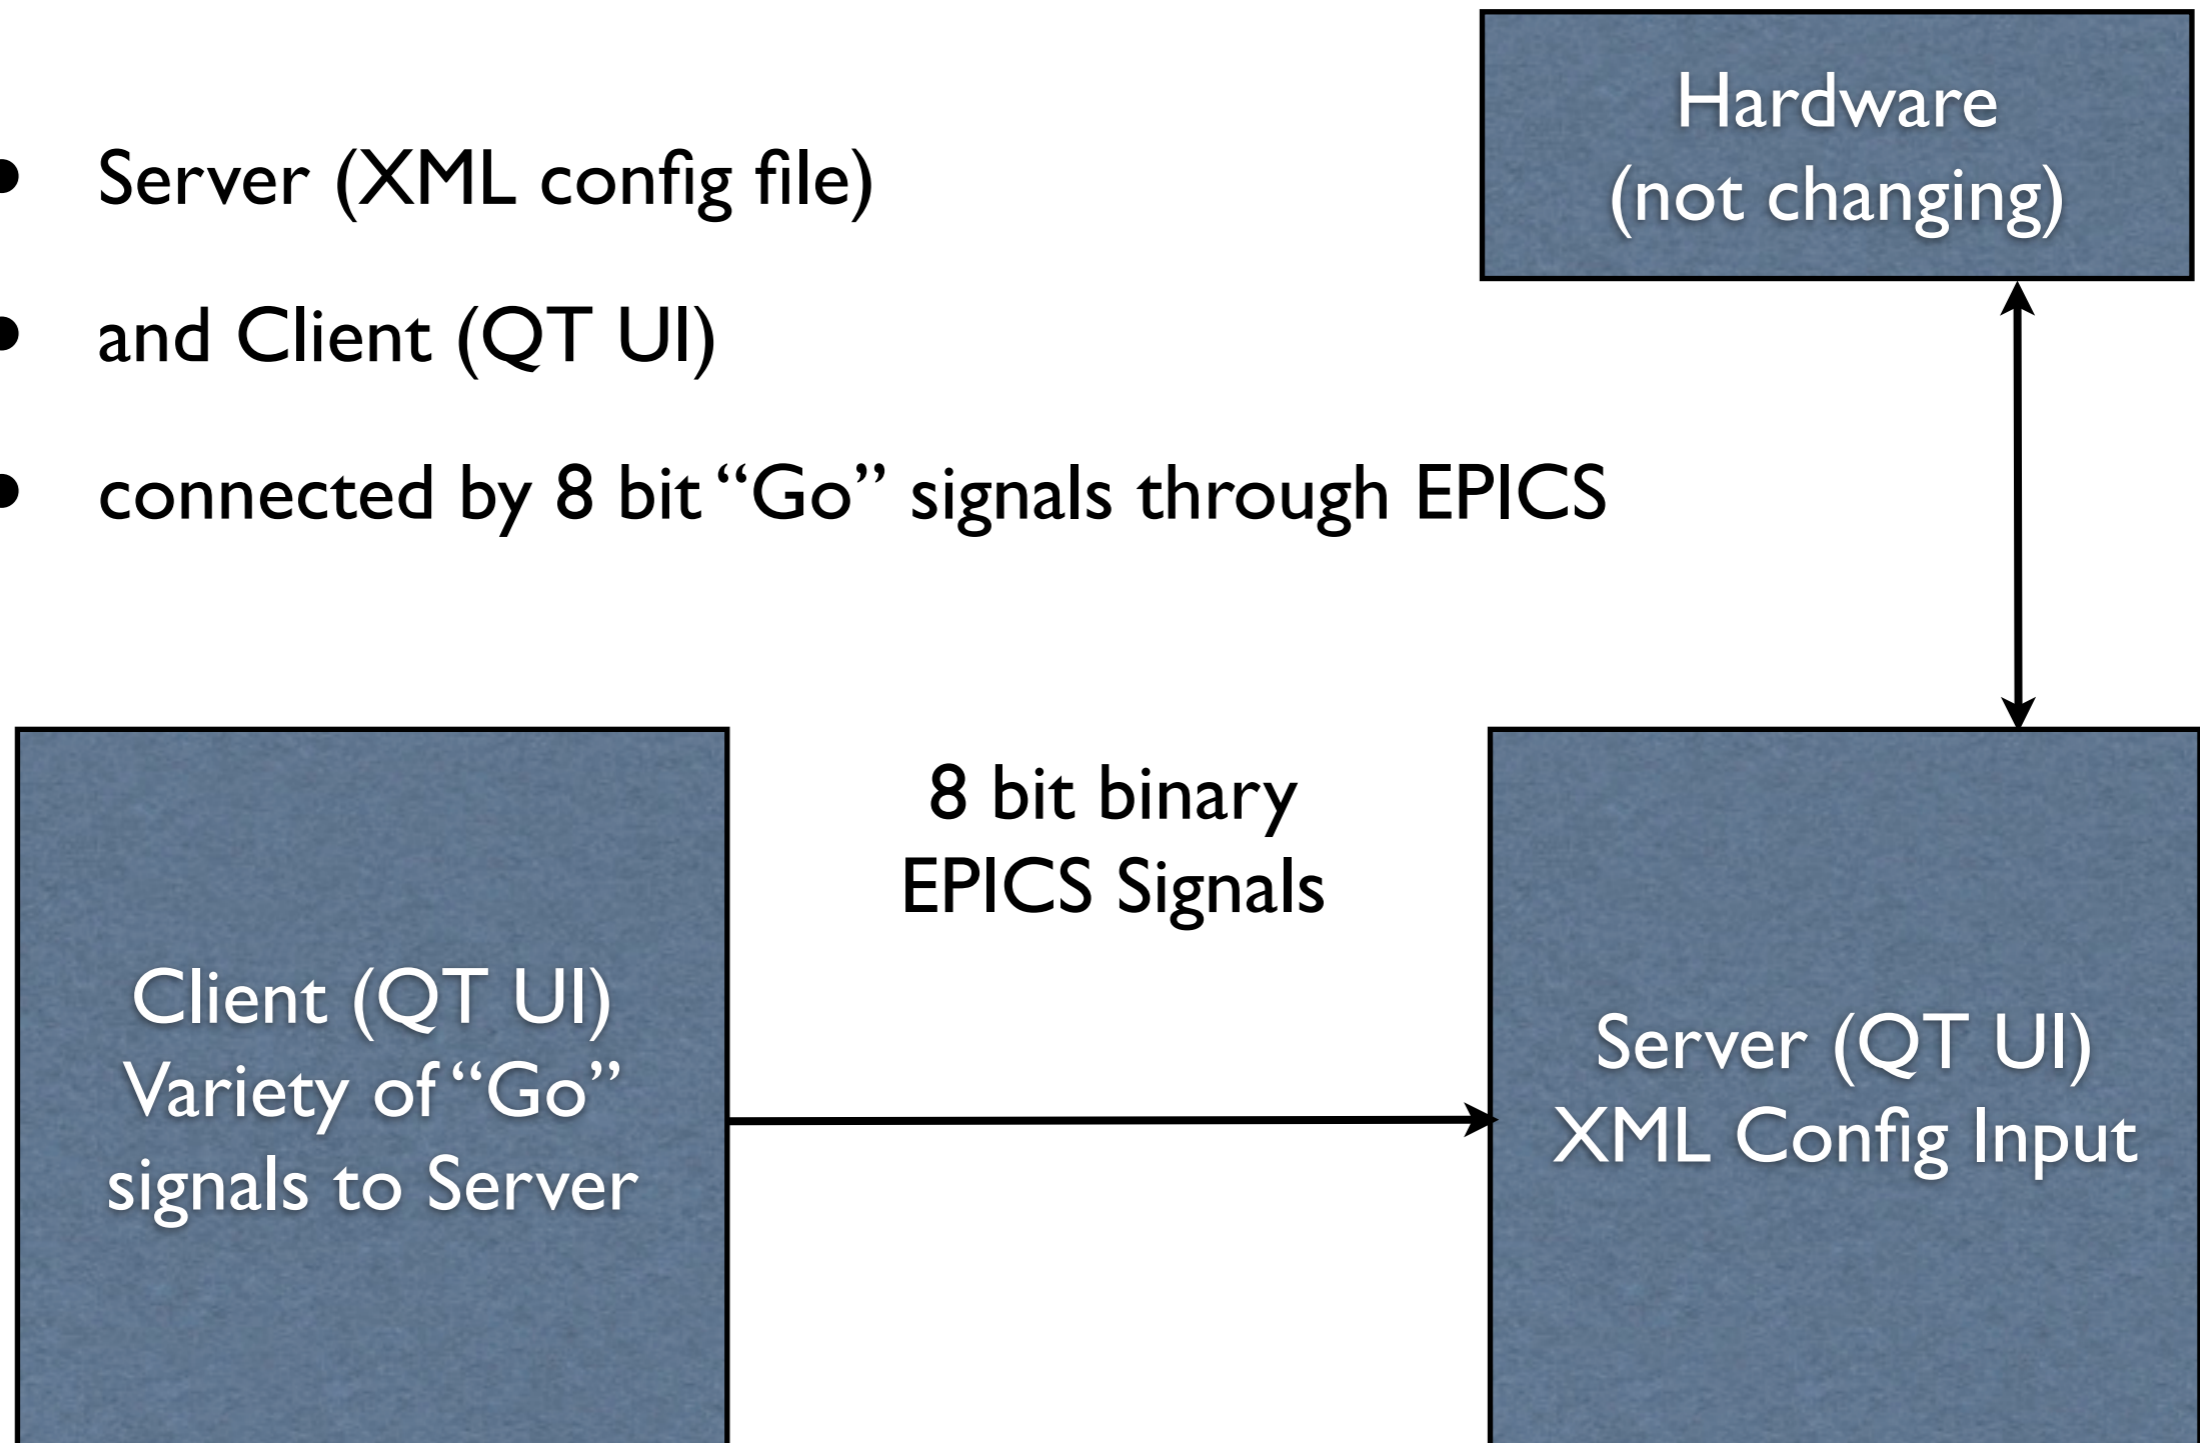 • Server (XML config file)
• and Client (QT UI)
• connected by 8 bit “Go” signals through EPICS
Hardware
(not changing)
8 bit binary
EPICS Signals
Client (QT UI)
Variety of “Go”
signals to Server
Server (QT UI)
XML Config Input